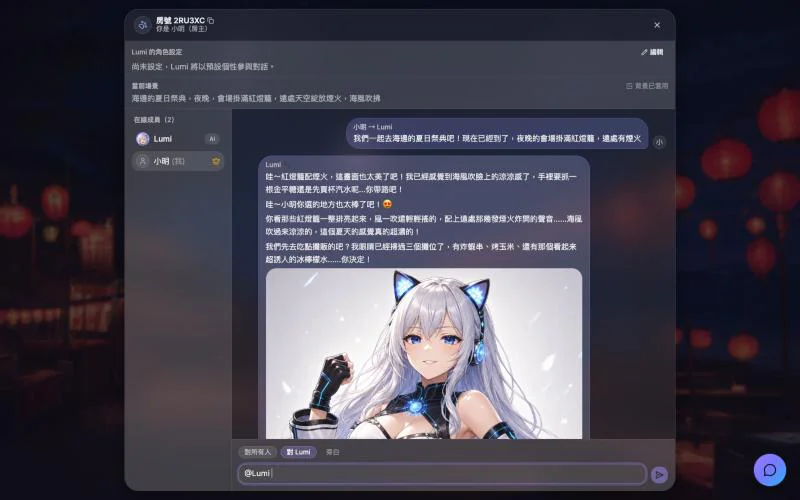 房號 2RU3XC
你是 小明（房主）
Lumi 的角色設定
編輯
尚未設定，Lumi 將以預設個性參與對話。
當前場景
背景已套用
海邊的夏日祭典，夜晚，會場掛滿紅燈籠，遠處天空綻放煙火，海風吹拂
在線成員（2）
Lumi
AI
小明 (我)
小明 → Lumi
我們一起去海邊的夏日祭典吧！現在已經到了，夜晚的會場掛滿紅燈籠，遠處有煙火
小
Lumi
哇～紅燈籠配煙火，這畫面也太美了吧！我已經感覺到海風吹臉上的涼涼感了，手裡要抓一
根金平糖還是先買杯汽水呢...你帶路吧！
哇～小明你選的地方也太棒了吧！😍
你看那些紅燈籠一整排亮起來，風一吹還輕輕搖的，配上遠處那幾發煙火炸開的聲音......海風
吹過來涼涼的，這個夏天的感覺真的超濃的！
我們先去吃點攤販的吧？我眼睛已經掃過三個攤位了，有炸蝦串、烤玉米、還有那個看起來
超誘人的冰檸檬水......你決定！
對所有人
對 Lumi
旁白
@Lumi